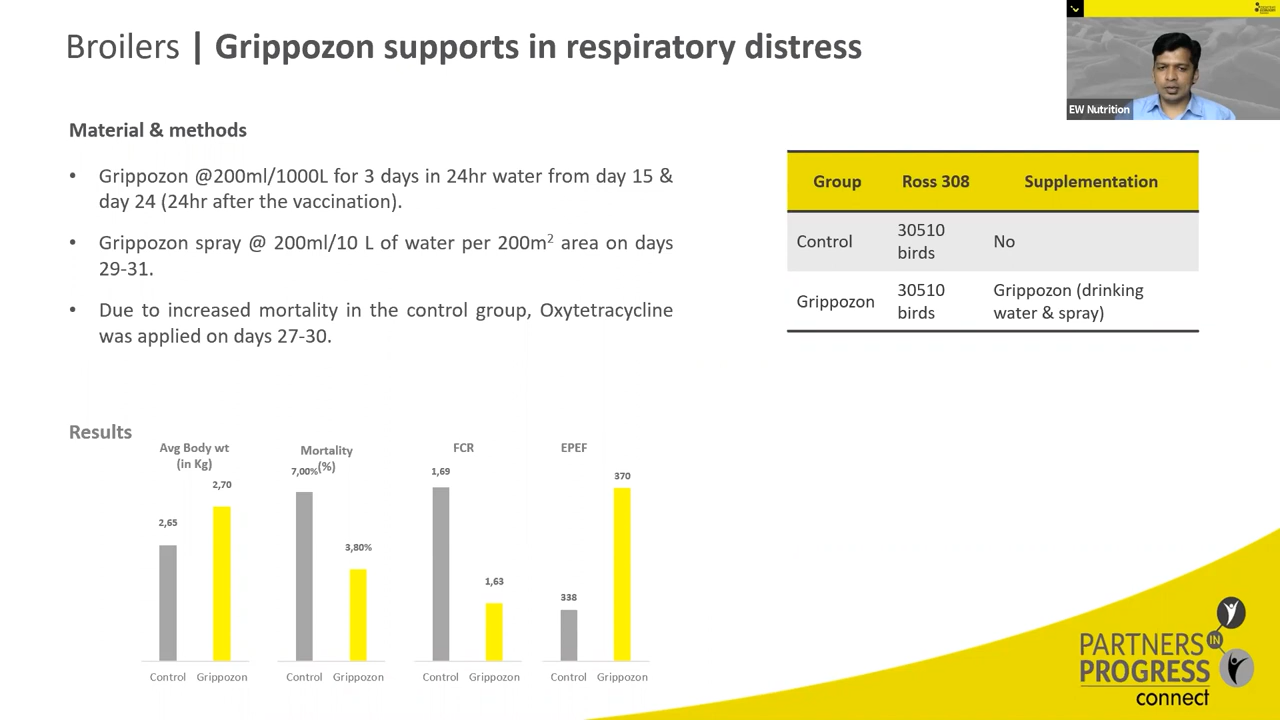 Broilers | Grippozon supports in respiratory distress
EW Nutrition
Material & methods
• Grippozon @200ml/1000L for 3 days in 24hr water from day 15 &
day 24 (24hr after the vaccination).
• Grippozon spray @ 200ml/10 L of water per 200m² area on days
29-31.
• Due to increased mortality in the control group, Oxytetracycline
was applied on days 27-30.
Group Ross 308 Supplementation
Control 30510 birds No
Grippozon 30510 birds Grippozon (drinking water & spray)
Results
Avg Body wt
(in Kg)
2,65
2,70
Control Grippozon
Mortality
(%)
7,00%
3,80%
Control Grippozon
FCR
1,69
1,63
Control Grippozon
EPEF
338
370
Control Grippozon
PARTNERS
IN
PROGRESS
connect